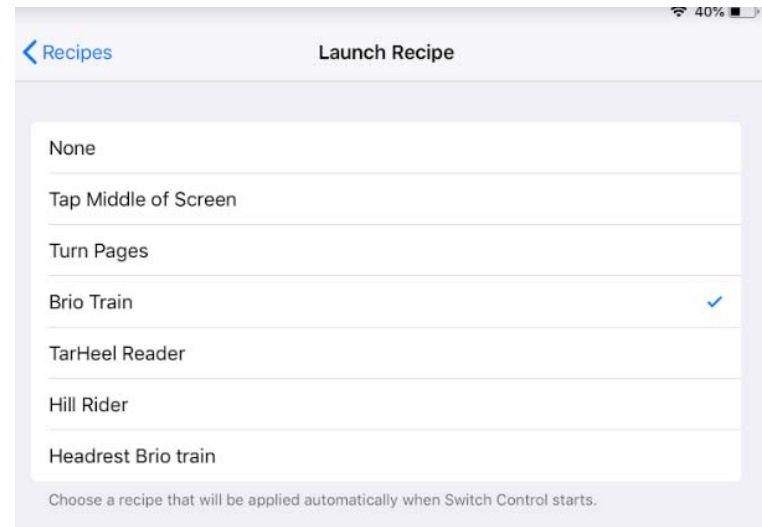 40%
Recipes
Launch Recipe
None
Tap Middle of Screen
Turn Pages
Brio Train
TarHeel Reader
Hill Rider
Headrest Brio train
Choose a recipe that will be applied automatically when Switch Control starts.